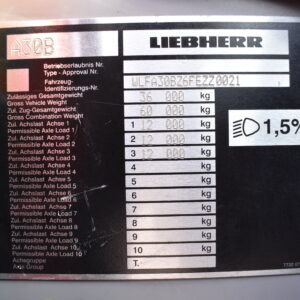 A30B
LIEBHERR
Betriebserlaubnis Nr.
Type - Approval Nr.
Fahrzeug-
Identifizierungs-Nr.
WLFA30BZ6FEZZ0021
Zulässiges Gesamtgewicht
Gross Vehicle Weight
36 000 kg
Zul. Zug-Gesamtgewicht
Gross Combination Weight
60 000 kg
Zul. Achslast Achse 1
Permissible Axle Load 1
1 12 000 kg
Zul. Achslast Achse 2
Permissible Axle Load 2
2 12 000 kg
Zul. Achslast Achse 3
Permissible Axle Load 3
3 12 000 kg
Zul. Achslast Achse 4
Permissible Axle Load 4
4 kg
Zul. Achslast Achse 5
Permissible Axle Load 5
5 kg
Zul. Achslast Achse 6
Permissible Axle Load 6
6 kg
Zul. Achslast Achse 7
Permissible Axle Load 7
7 kg
Zul. Achslast Achse 8
Permissible Axle Load 8
8 kg
Zul. Achslast Achse 9
Permissible Axle Load 9
9 kg
Zul. Achslast Achse 10
Permissible Axle Load 10
10 kg
Achsgruppe
Axle Group
T. kg
1,5%